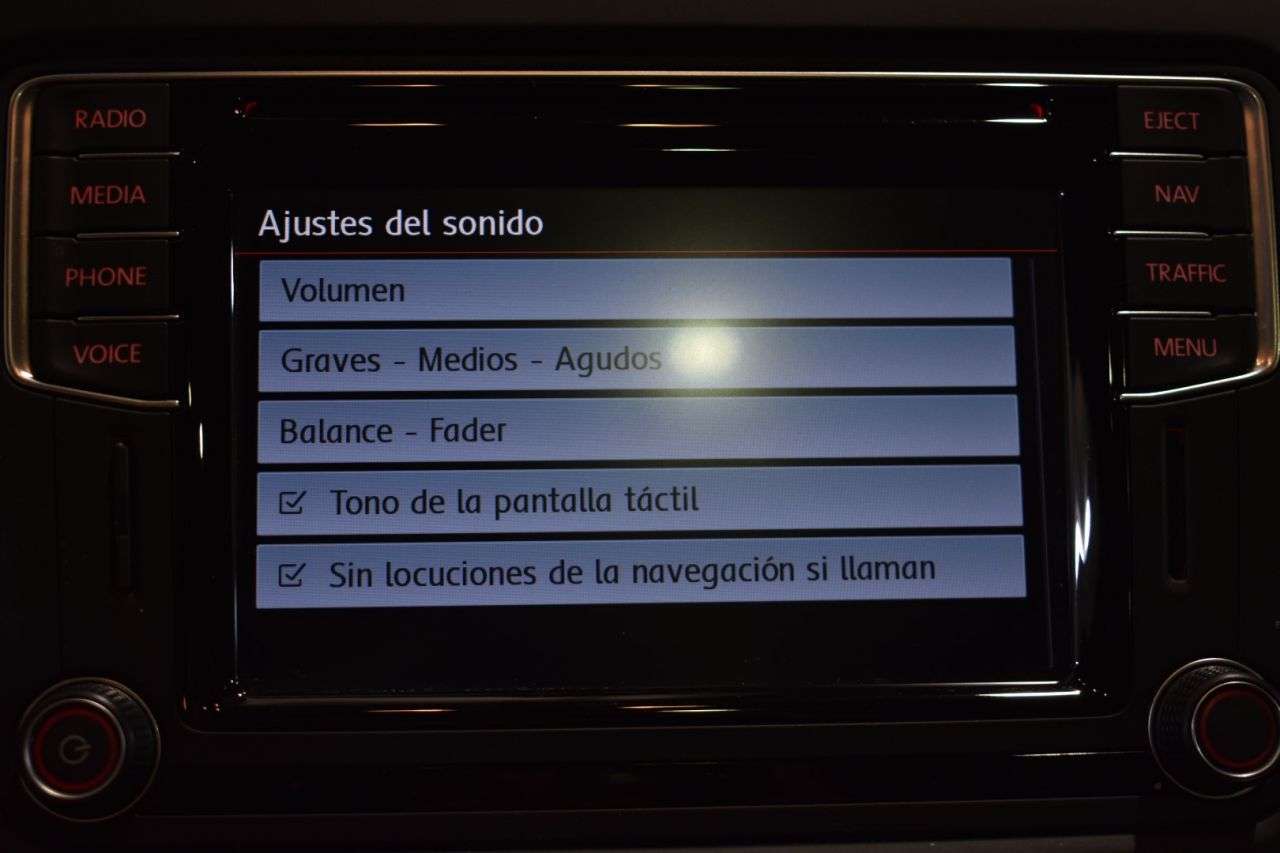 RADIO
MEDIA
PHONE
VOICE
Ajustes del sonido
Volumen
Graves - Medios - Agudos
Balance - Fader
Tono de la pantalla táctil
Sin locuciones de la navegación si llaman
EJECT
NAV
TRAFFIC
MENU